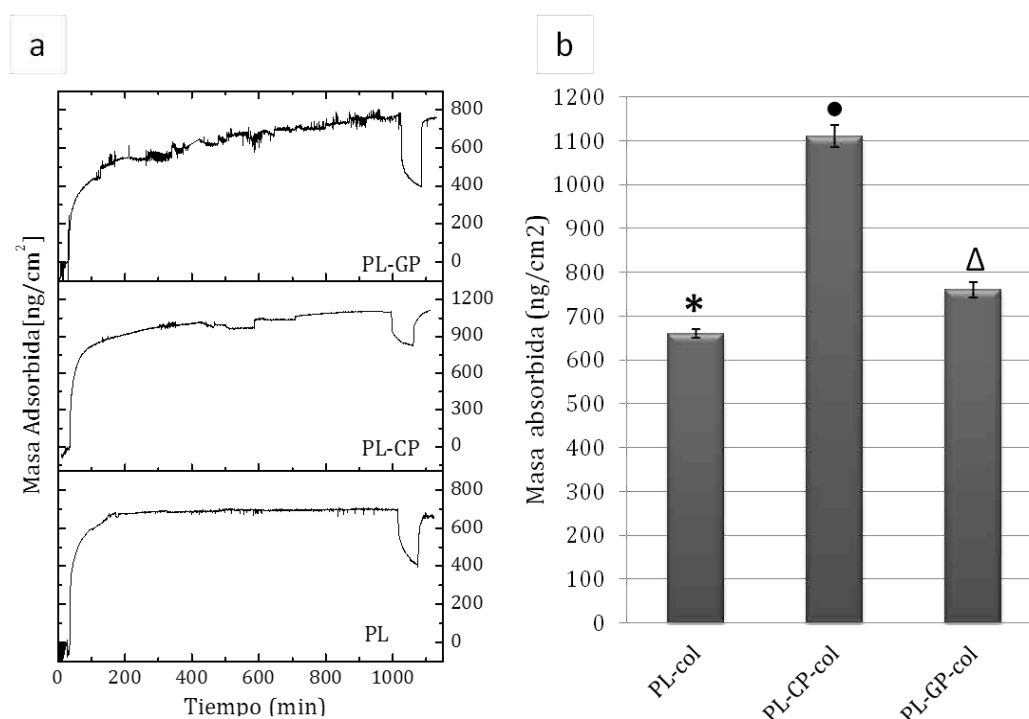 a
Masa Adsorbida[ng/cm²]
800
600
400
200
0
PL-GP
1200
900
600
300
0
PL-CP
800
600
400
200
0
PL
0 200 400 600 800 1000
Tiempo (min)
b
Masa absorbida (ng/cm2)
1200
1100
1000
900
800
700
600
500
400
300
200
100
0
*
●
Δ
PL-col
PL-CP-col
PL-GP-col